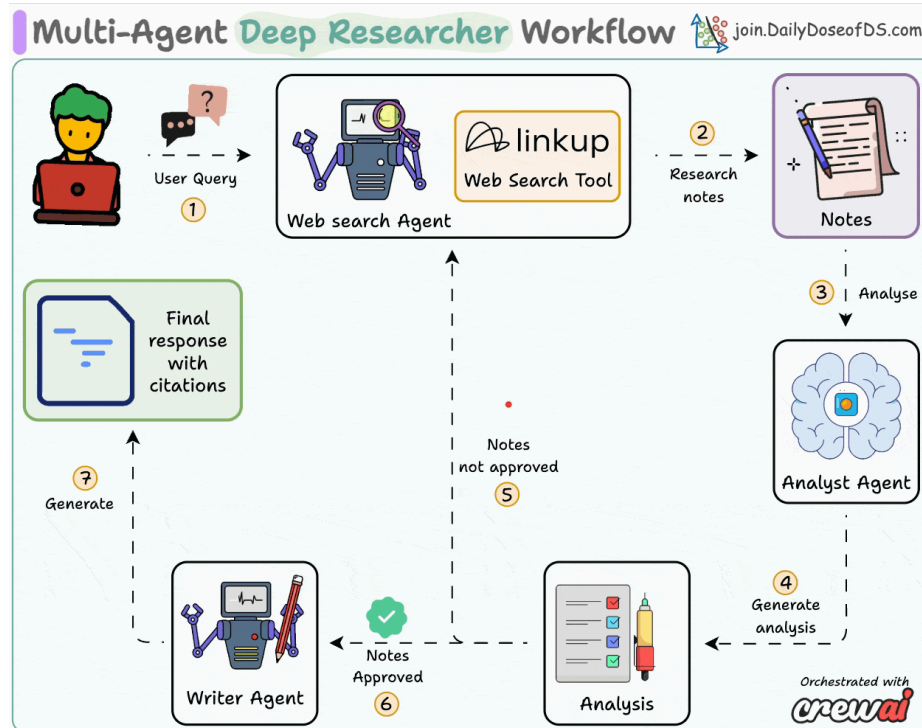 Multi-Agent Deep Researcher Workflow
join.DailyDoseofDS.com
?
User Query
1
linkup
Web Search Tool
Web search Agent
2
Research
notes
Notes
3
Analyse
Analyst Agent
4
Generate
analysis
Analysis
Notes
not approved
5
Notes
Approved
6
Writer Agent
7
Generate
Final
response
with
citations
Orchestrated with
crewai